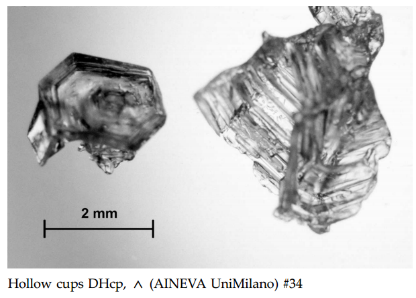 2 mm
Hollow cups DHcp, ∧ (AINEVA UniMilano) #34